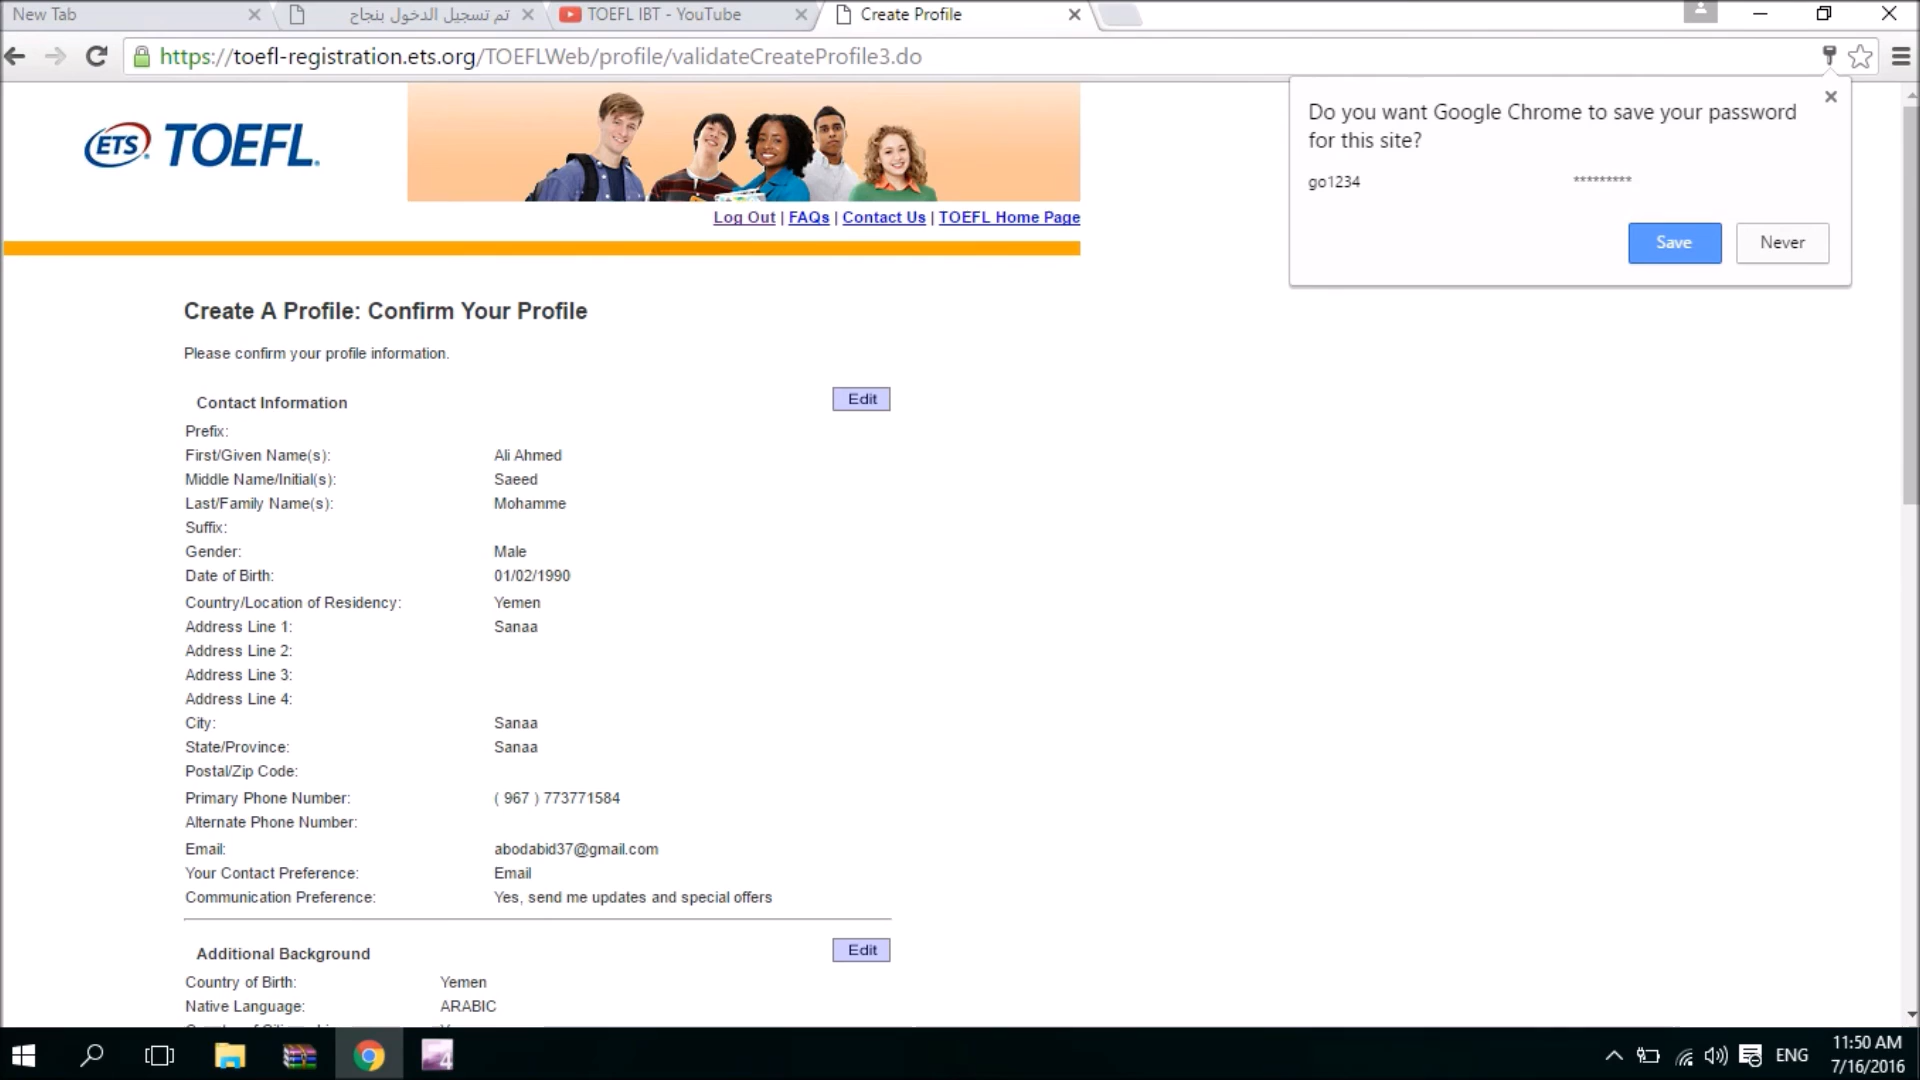 New Tab
تم تسجيل الدخول بنجاح
TOEFL IBT - YouTube
Create Profile
https://toefl-registration.ets.org/TOEFLWeb/profile/validateCreateProfile3.do
ETS TOEFL
Log Out | FAQs | Contact Us | TOEFL Home Page
Do you want Google Chrome to save your password
for this site?
go1234 *********
Save Never
Create A Profile: Confirm Your Profile
Please confirm your profile information.
Contact Information Edit
Prefix:
First/Given Name(s): Ali Ahmed
Middle Name/Initial(s): Saeed
Last/Family Name(s): Mohamme
Suffix:
Gender: Male
Date of Birth: 01/02/1990
Country/Location of Residency: Yemen
Address Line 1: Sanaa
Address Line 2:
Address Line 3:
Address Line 4:
City: Sanaa
State/Province: Sanaa
Postal/Zip Code:
Primary Phone Number: ( 967 ) 773771584
Alternate Phone Number:
Email: abodabid37@gmail.com
Your Contact Preference: Email
Communication Preference: Yes, send me updates and special offers
Additional Background Edit
Country of Birth: Yemen
Native Language: ARABIC
4
ENG
11:50 AM
7/16/2016